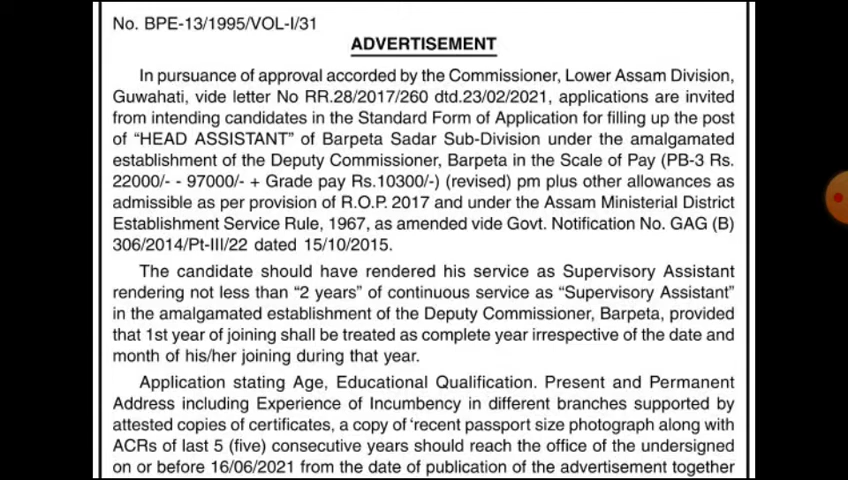 No. BPE-13/1995/VOL-I/31
ADVERTISEMENT
In pursuance of approval accorded by the Commissioner, Lower Assam Division,
Guwahati, vide letter No RR.28/2017/260 dtd.23/02/2021, applications are invited
from intending candidates in the Standard Form of Application for filling up the post
of “HEAD ASSISTANT” of Barpeta Sadar Sub-Division under the amalgamated
establishment of the Deputy Commissioner, Barpeta in the Scale of Pay (PB-3 Rs.
22000/- - 97000/- + Grade pay Rs.10300/-) (revised) pm plus other allowances as
admissible as per provision of R.O.P. 2017 and under the Assam Ministerial District
Establishment Service Rule, 1967, as amended vide Govt. Notification No. GAG (B)
306/2014/Pt-III/22 dated 15/10/2015.
The candidate should have rendered his service as Supervisory Assistant
rendering not less than “2 years” of continuous service as “Supervisory Assistant”
in the amalgamated establishment of the Deputy Commissioner, Barpeta, provided
that 1st year of joining shall be treated as complete year irrespective of the date and
month of his/her joining during that year.
Application stating Age, Educational Qualification. Present and Permanent
Address including Experience of Incumbency in different branches supported by
attested copies of certificates, a copy of ‘recent passport size photograph along with
ACRs of last 5 (five) consecutive years should reach the office of the undersigned
on or before 16/06/2021 from the date of publication of the advertisement together